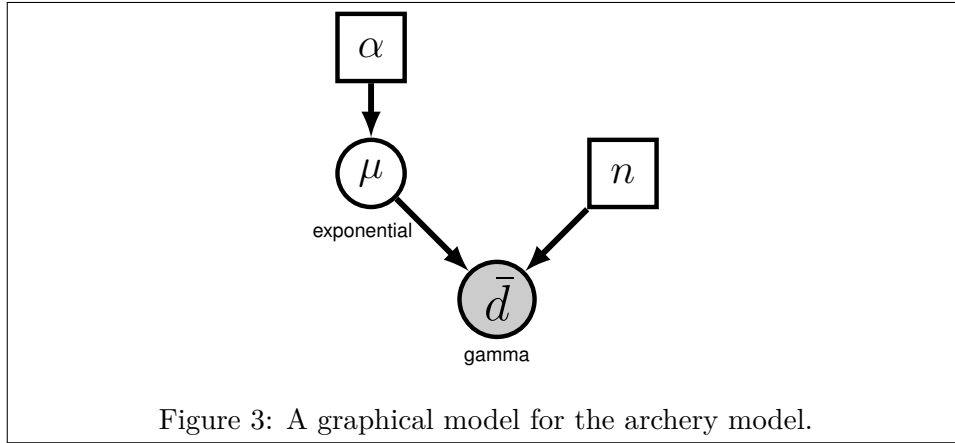 α
μ
n
exponential
d̄
gamma
Figure 3: A graphical model for the archery model.